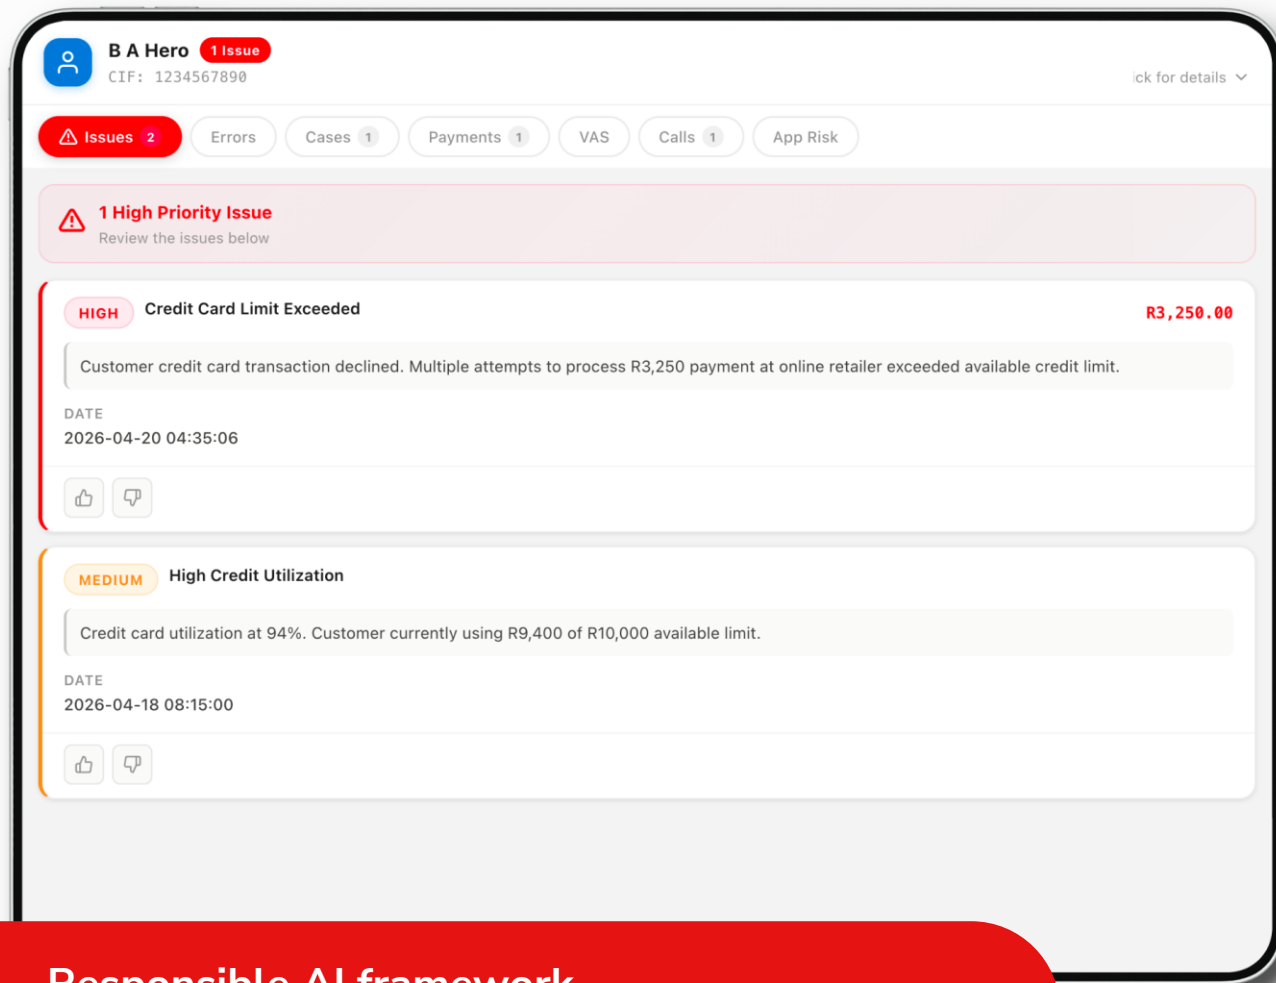 B A Hero 1 Issue
CIF: 1234567890
ck for details
Issues 2 Errors Cases 1 Payments 1 VAS Calls 1 App Risk
1 High Priority Issue
Review the issues below
HIGH Credit Card Limit Exceeded R3,250.00
Customer credit card transaction declined. Multiple attempts to process R3,250 payment at online retailer exceeded available credit limit.
DATE
2026-04-20 04:35:06
MEDIUM High Credit Utilization
Credit card utilization at 94%. Customer currently using R9,400 of R10,000 available limit.
DATE
2026-04-18 08:15:00
Responsible AI framework